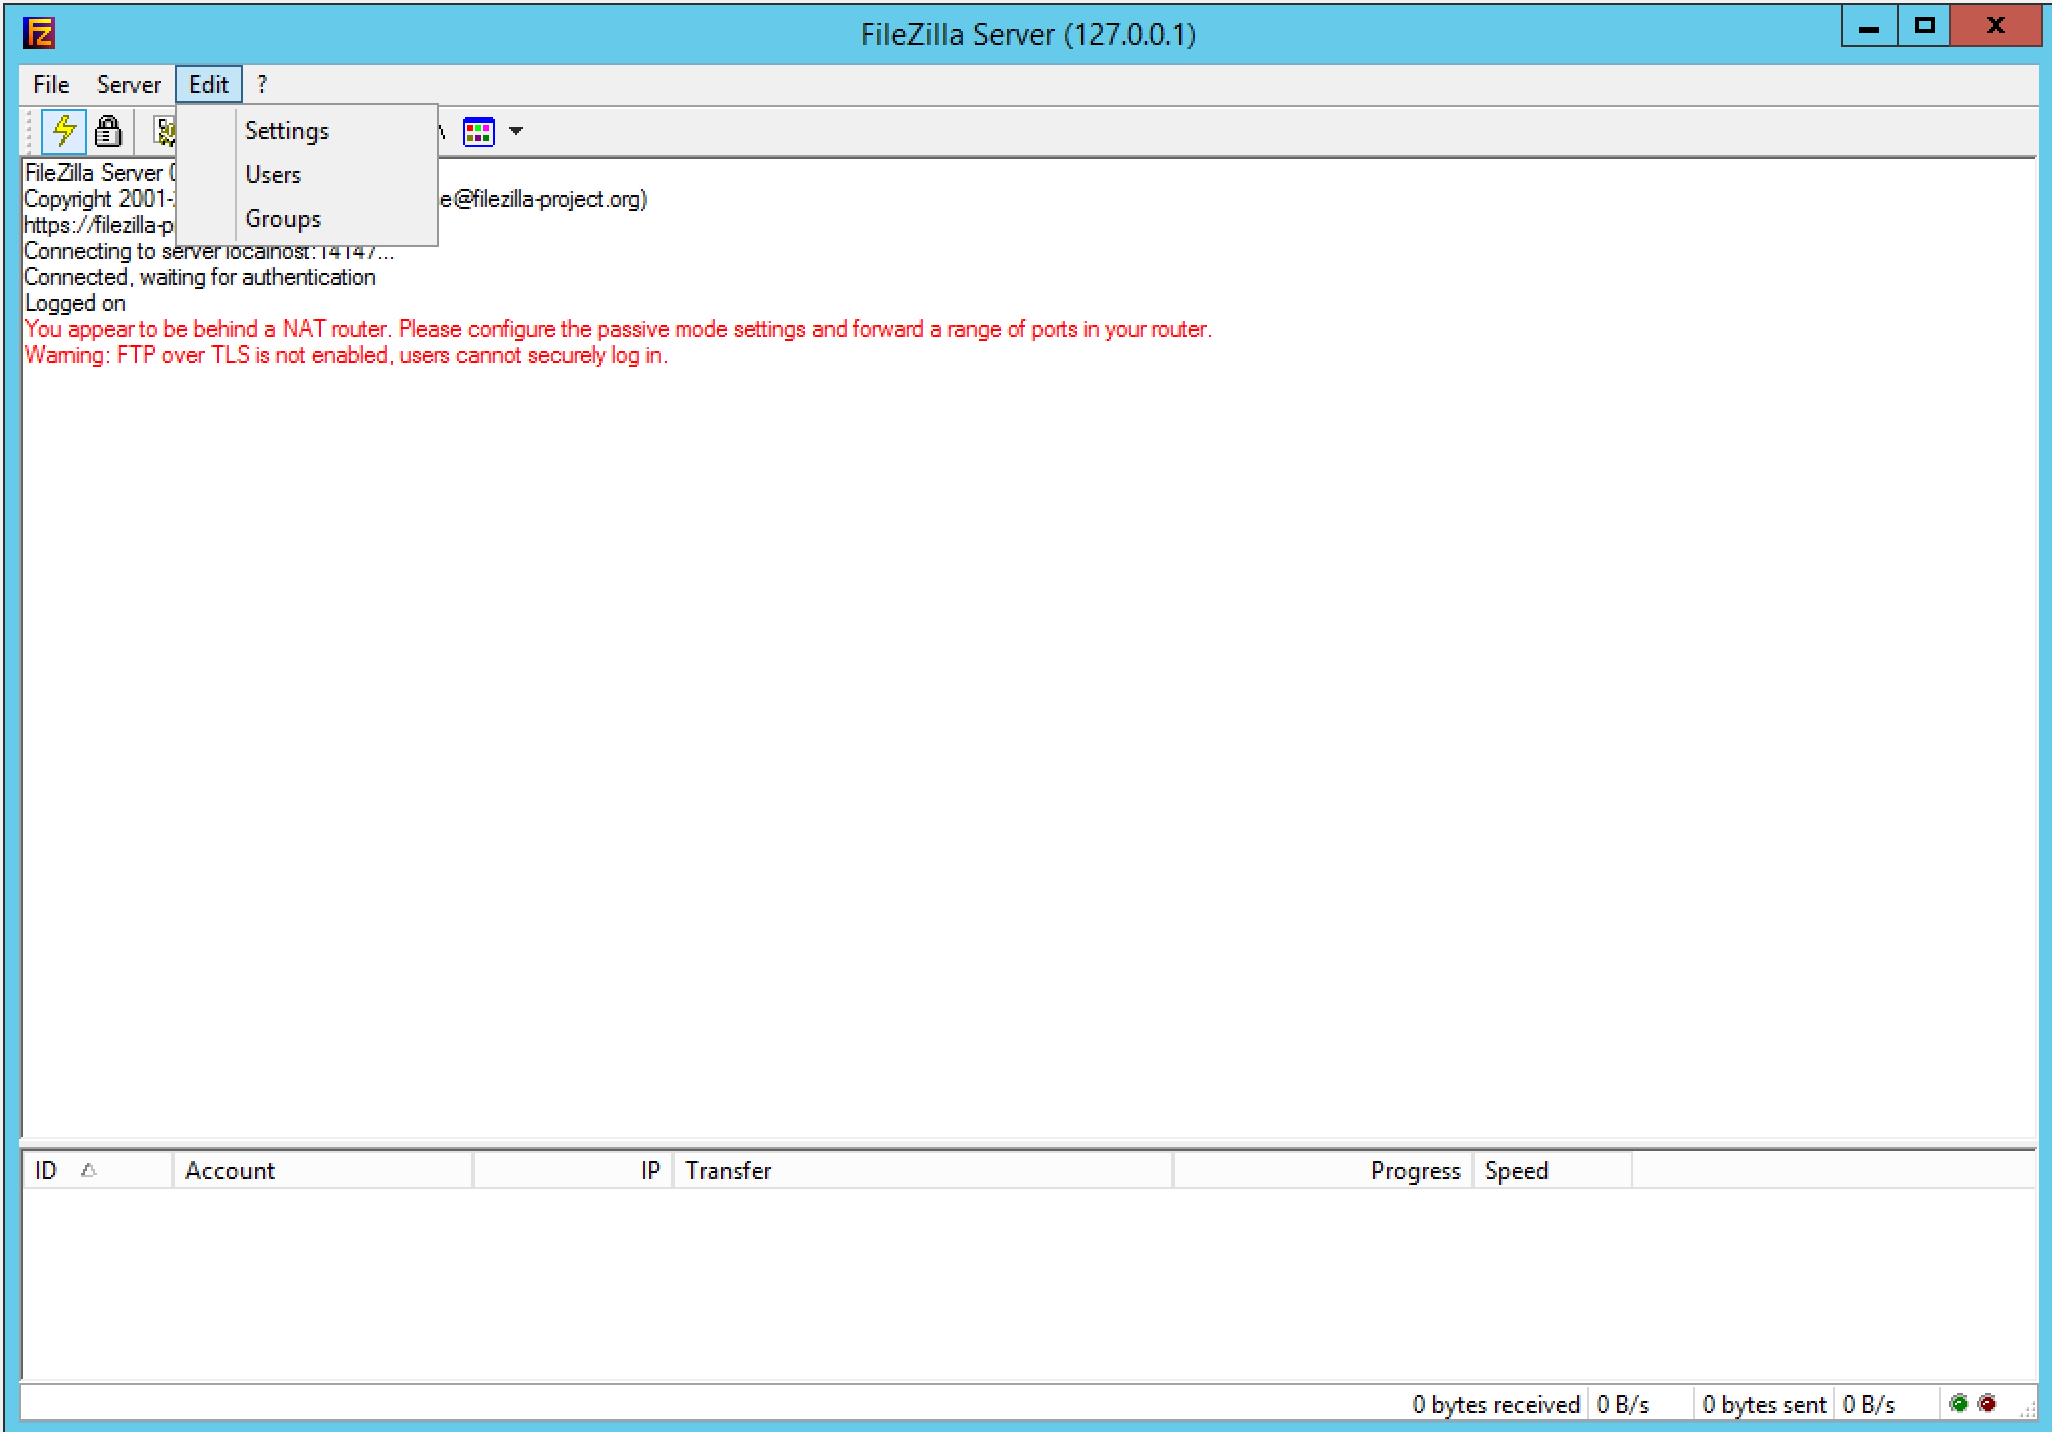 FileZilla Server (127.0.0.1)
File Server Edit ?
Settings
Users
Groups
FileZilla Server
Copyright 2001- e@filezilla-project.org)
https://filezilla-p
Connecting to server localhost:14147...
Connected, waiting for authentication
Logged on
You appear to be behind a NAT router. Please configure the passive mode settings and forward a range of ports in your router.
Warning: FTP over TLS is not enabled, users cannot securely log in.
ID Account IP Transfer Progress Speed
0 bytes received 0 B/s 0 bytes sent 0 B/s